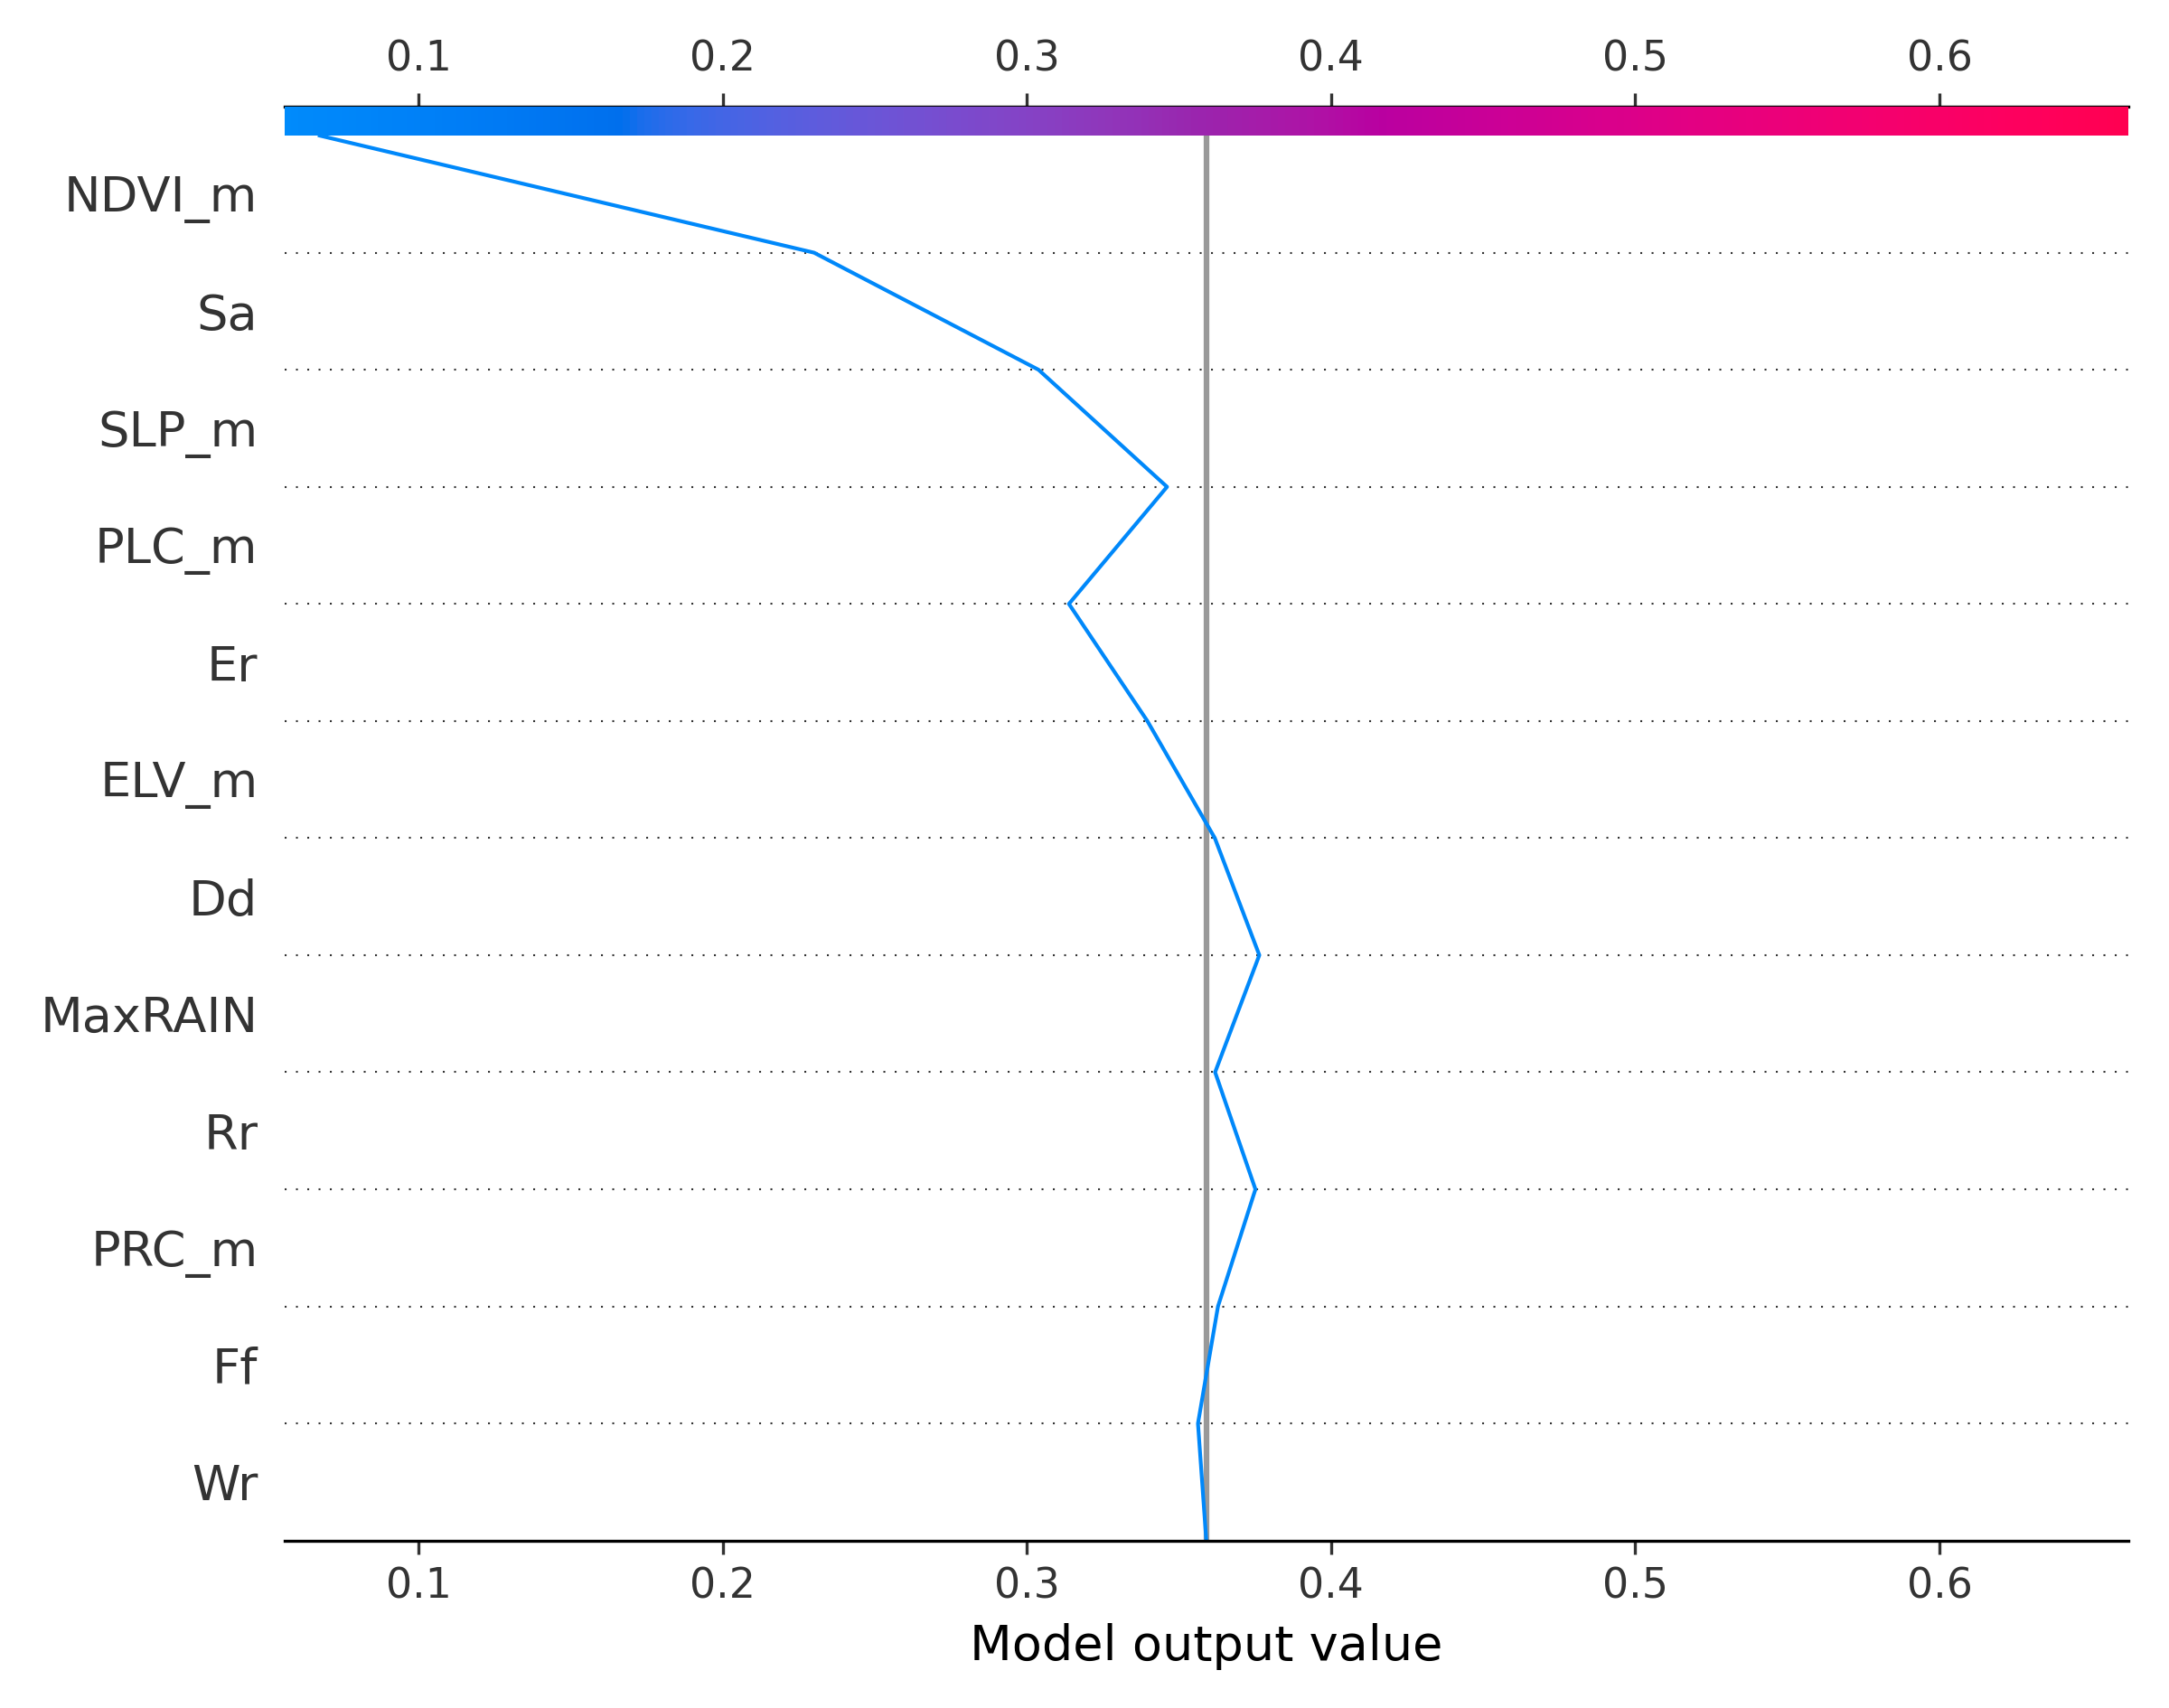 0.1 0.2 0.3 0.4 0.5 0.6
NDVI_m
Sa
SLP_m
PLC_m
Er
ELV_m
Dd
MaxRAIN
Rr
PRC_m
Ff
Wr
0.1 0.2 0.3 0.4 0.5 0.6
Model output value